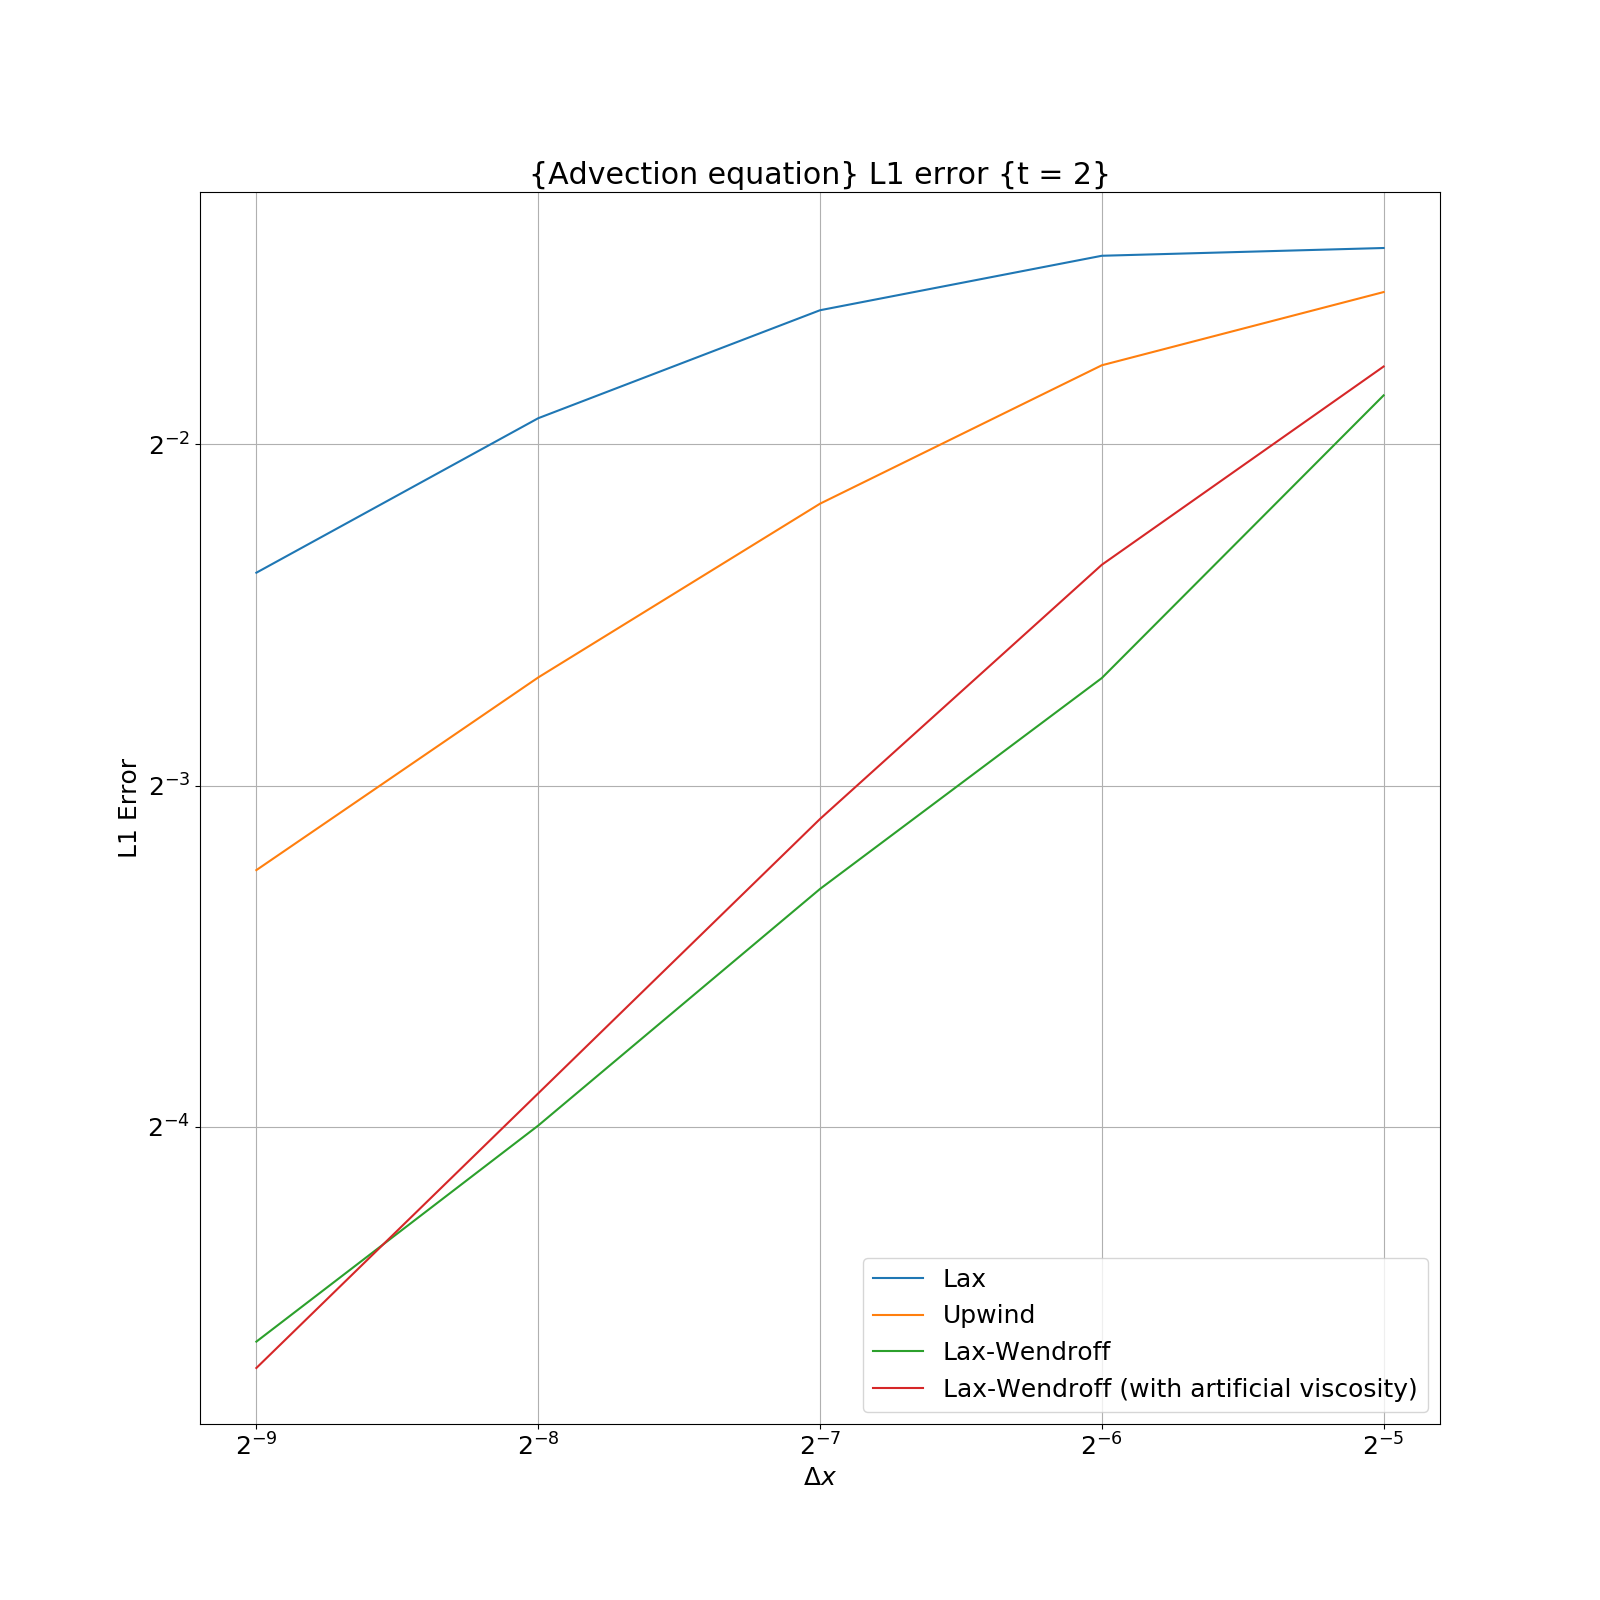 {Advection equation} L1 error {t = 2}
2⁻²
2⁻³
2⁻⁴
L1 Error
2⁻⁹ 2⁻⁸ 2⁻⁷ 2⁻⁶ 2⁻⁵
Δx
Lax
Upwind
Lax-Wendroff
Lax-Wendroff (with artificial viscosity)